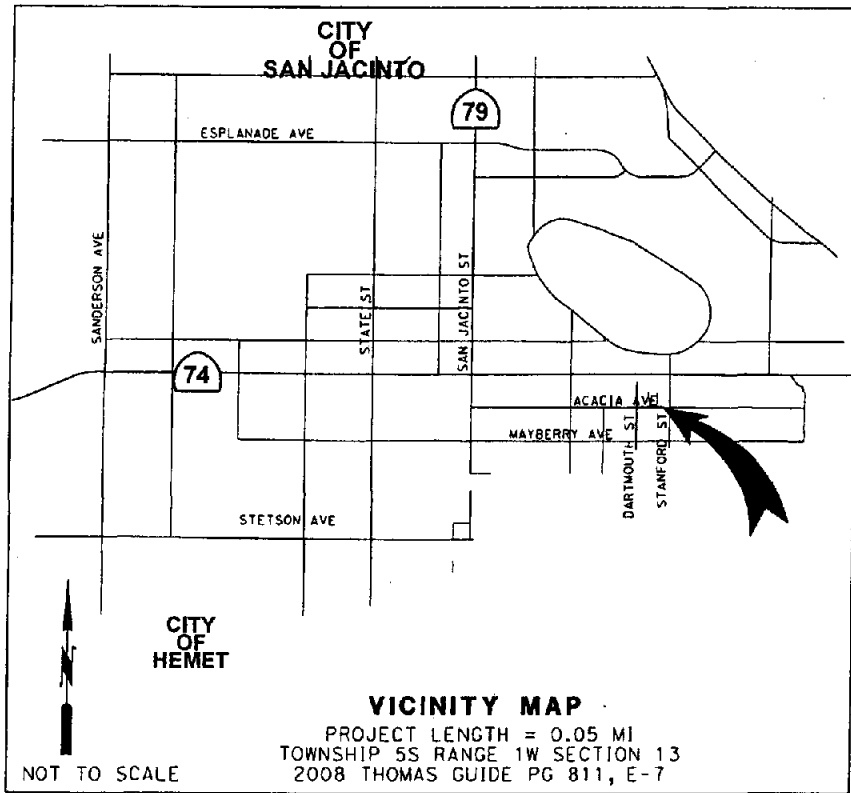 CITY
OF
SAN JACINTO
79
ESPLANADE AVE
SANDERSON AVE
STATE ST
SAN JACINTO ST
74
ACACIA AVE
MAYBERRY AVE
DARTMOUTH ST
STANFORD ST
STETSON AVE
CITY
OF
HEMET
N
NOT TO SCALE
VICINITY MAP
PROJECT LENGTH = 0.05 MI
TOWNSHIP 5S RANGE 1W SECTION 13
2008 THOMAS GUIDE PG 811, E-7